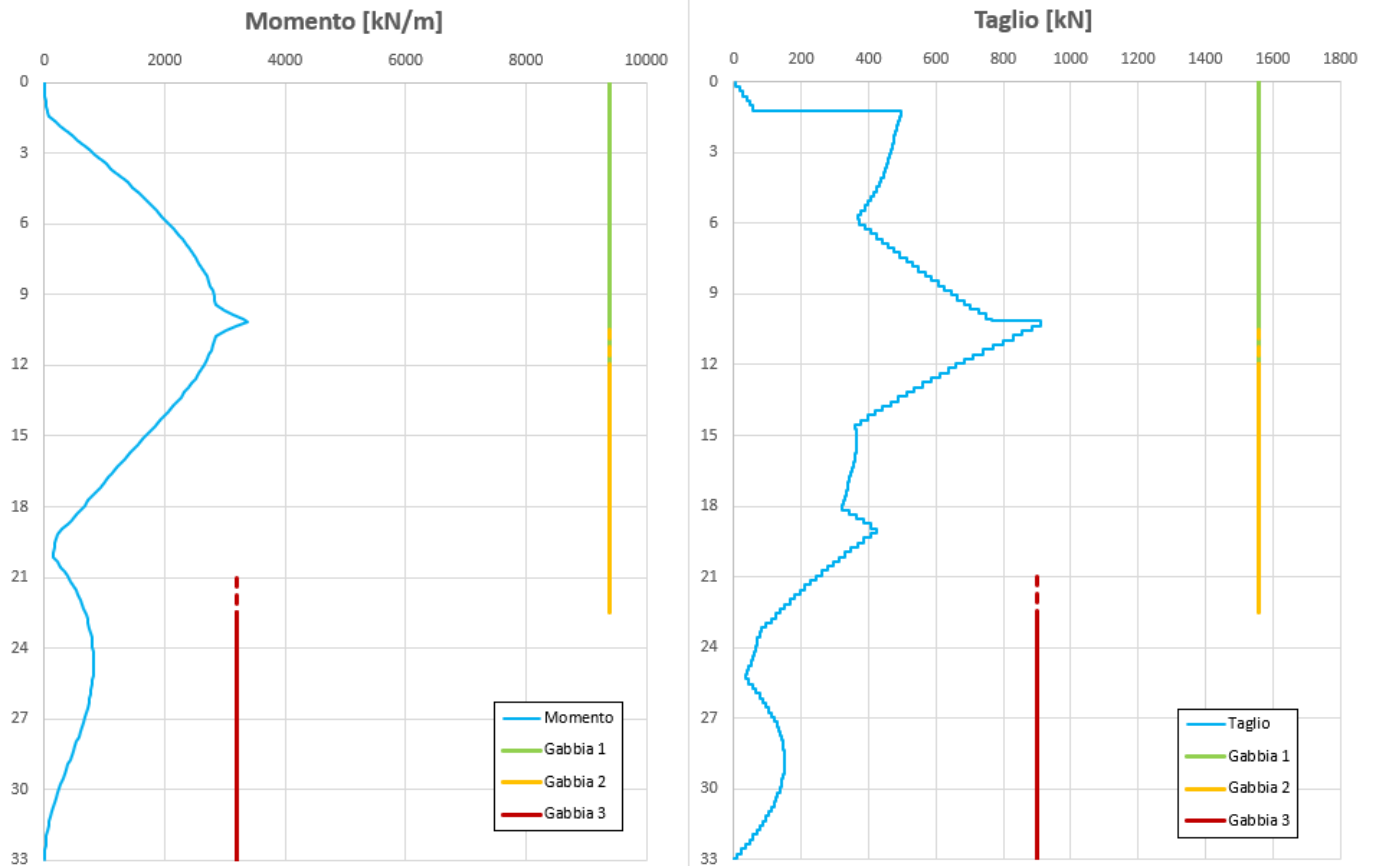 Momento [kN/m]
0 2000 4000 6000 8000 10000
0
3
6
9
12
15
18
21
24
27
30
33
Momento
Gabbia 1
Gabbia 2
Gabbia 3
Taglio [kN]
0 200 400 600 800 1000 1200 1400 1600 1800
0
3
6
9
12
15
18
21
24
27
30
33
Taglio
Gabbia 1
Gabbia 2
Gabbia 3